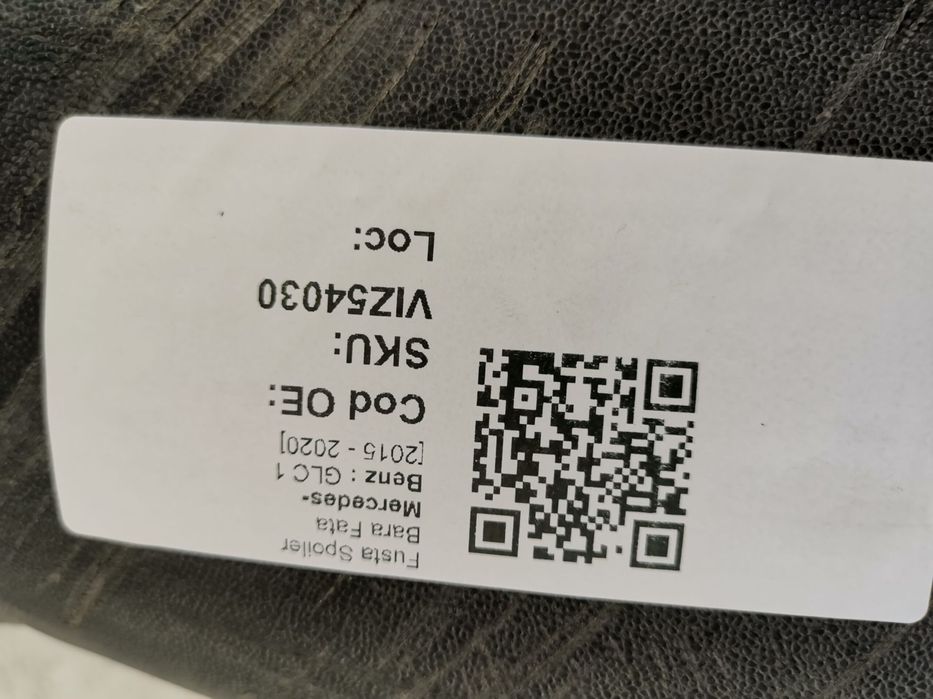 Fusta Spoiler
Bara Fata
Mercedes-
Benz : GLC 1
[2015 - 2020]
Cod OE:
SKU:
VIZ54030
Loc: